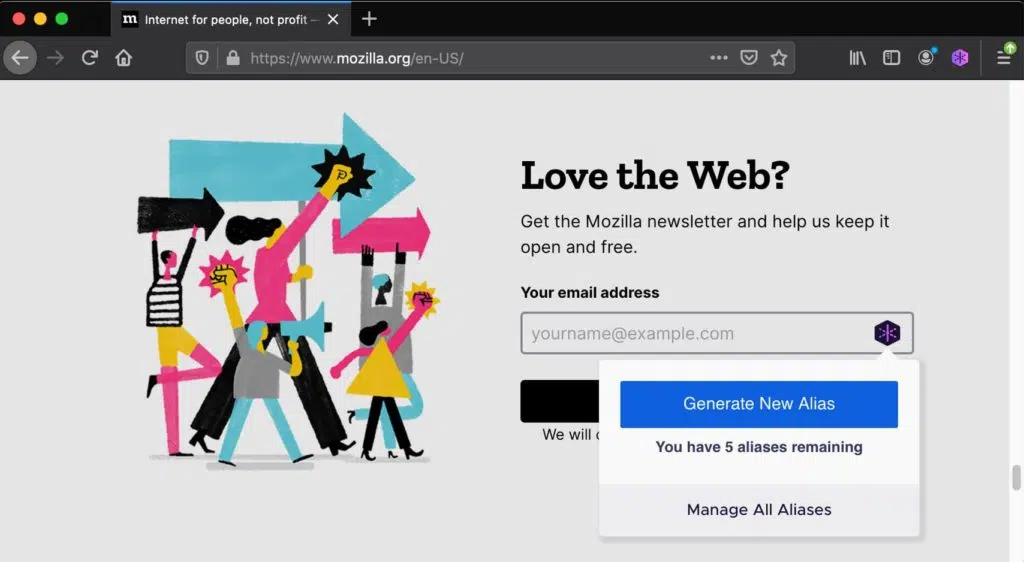 Internet for people, not profit —
https://www.mozilla.org/en-US/
Love the Web?
Get the Mozilla newsletter and help us keep it
open and free.
Your email address
yourname@example.com
Generate New Alias
You have 5 aliases remaining
We will
Manage All Aliases